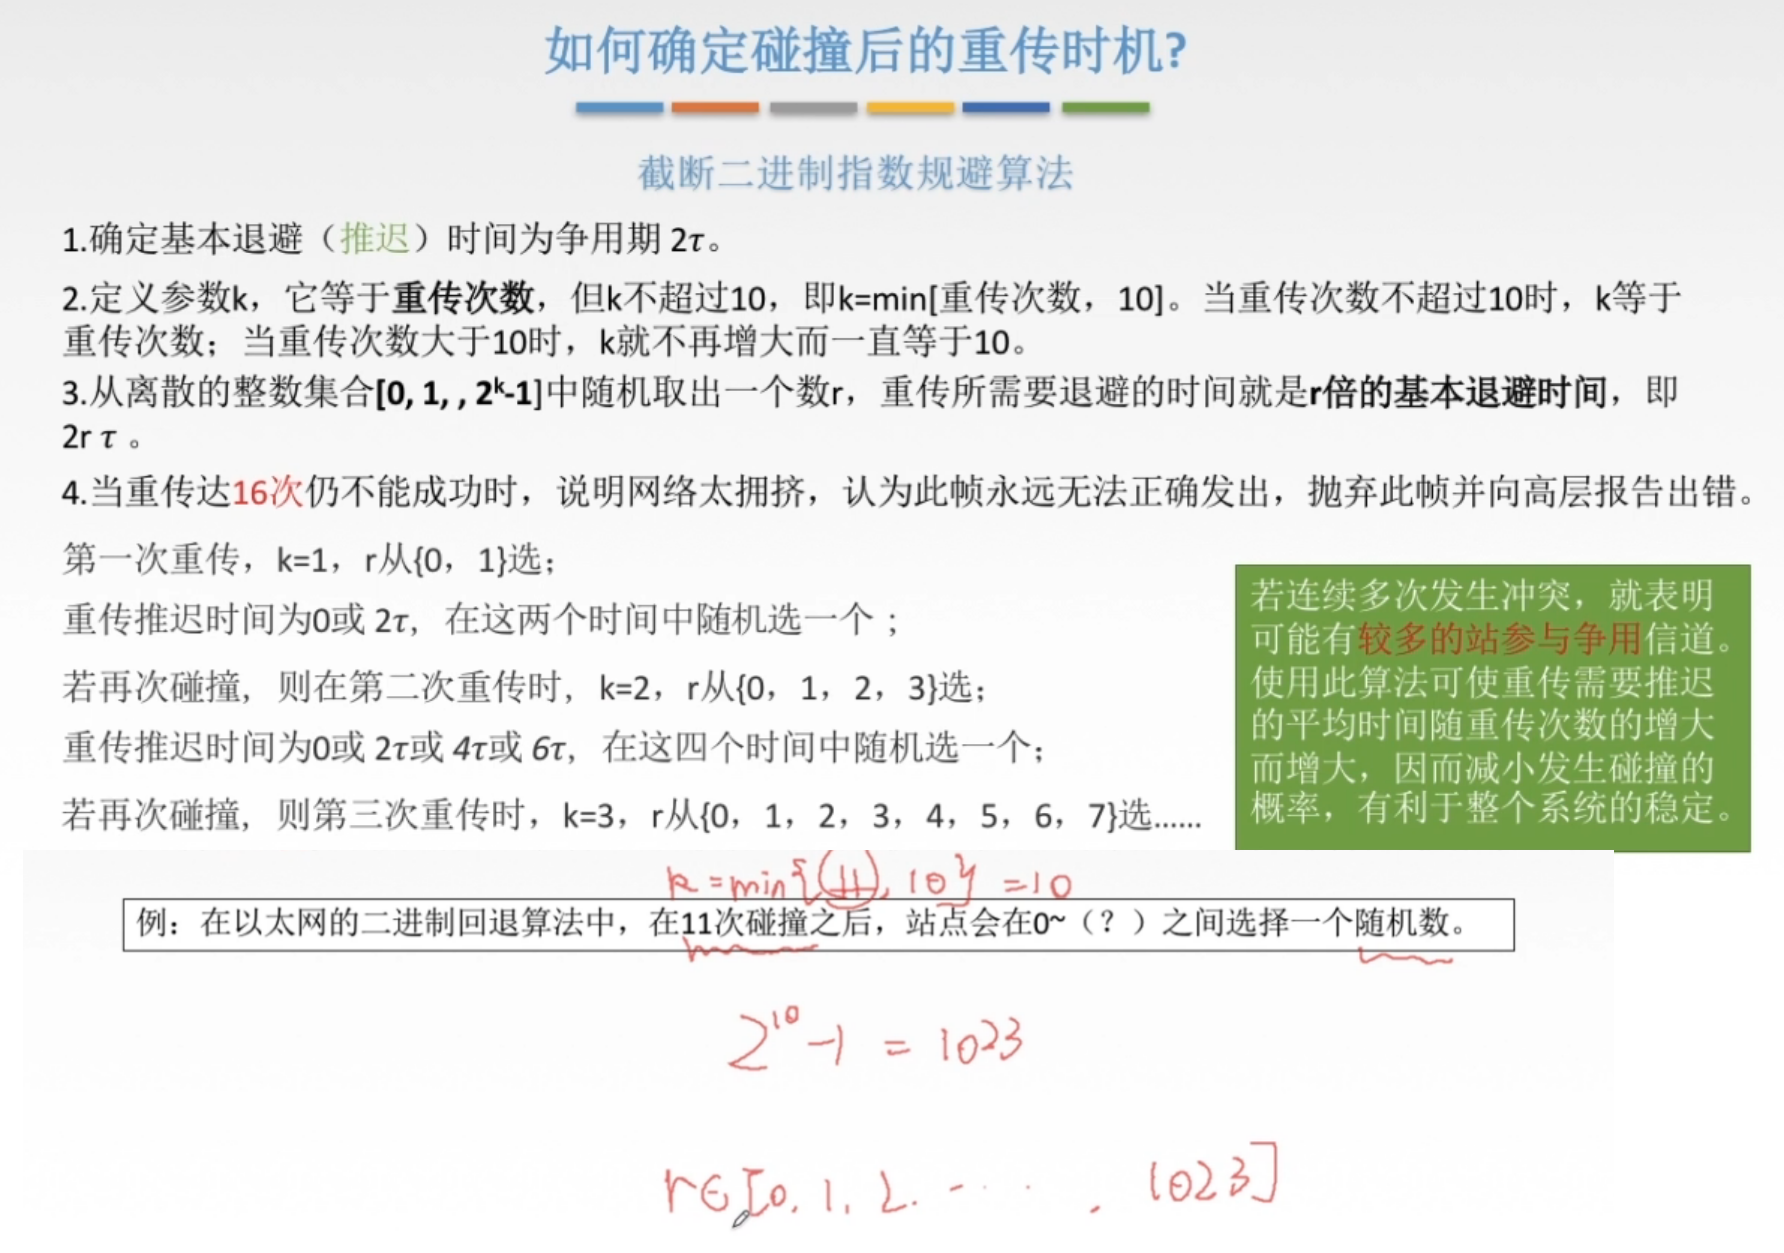 如何确定碰撞后的重传时机?
截断二进制指数规避算法
1.确定基本退避（推迟）时间为争用期 2τ。
2.定义参数k，它等于重传次数，但k不超过10，即k=min[重传次数，10]。当重传次数不超过10时，k等于
重传次数；当重传次数大于10时，k就不再增大而一直等于10。
3.从离散的整数集合[0, 1, , 2ᵏ-1]中随机取出一个数r，重传所需要退避的时间就是r倍的基本退避时间，即
2r τ 。
4.当重传达16次仍不能成功时，说明网络太拥挤，认为此帧永远无法正确发出，抛弃此帧并向高层报告出错。
第一次重传，k=1，r从{0，1}选；
重传推迟时间为0或 2τ，在这两个时间中随机选一个；
若再次碰撞，则在第二次重传时，k=2，r从{0，1，2，3}选；
重传推迟时间为0或 2τ或 4τ或 6τ，在这四个时间中随机选一个；
若再次碰撞，则第三次重传时，k=3，r从{0，1，2，3，4，5，6，7}选......
若连续多次发生冲突，就表明
可能有较多的站参与争用信道。
使用此算法可使重传需要推迟
的平均时间随重传次数的增大
而增大，因而减小发生碰撞的
概率，有利于整个系统的稳定。
k=min{11, 10}=10
例：在以太网的二进制回退算法中，在11次碰撞之后，站点会在0~（？）之间选择一个随机数。
2¹⁰-1 = 1023
r∈[0, 1, 2. - · · · , 1023]